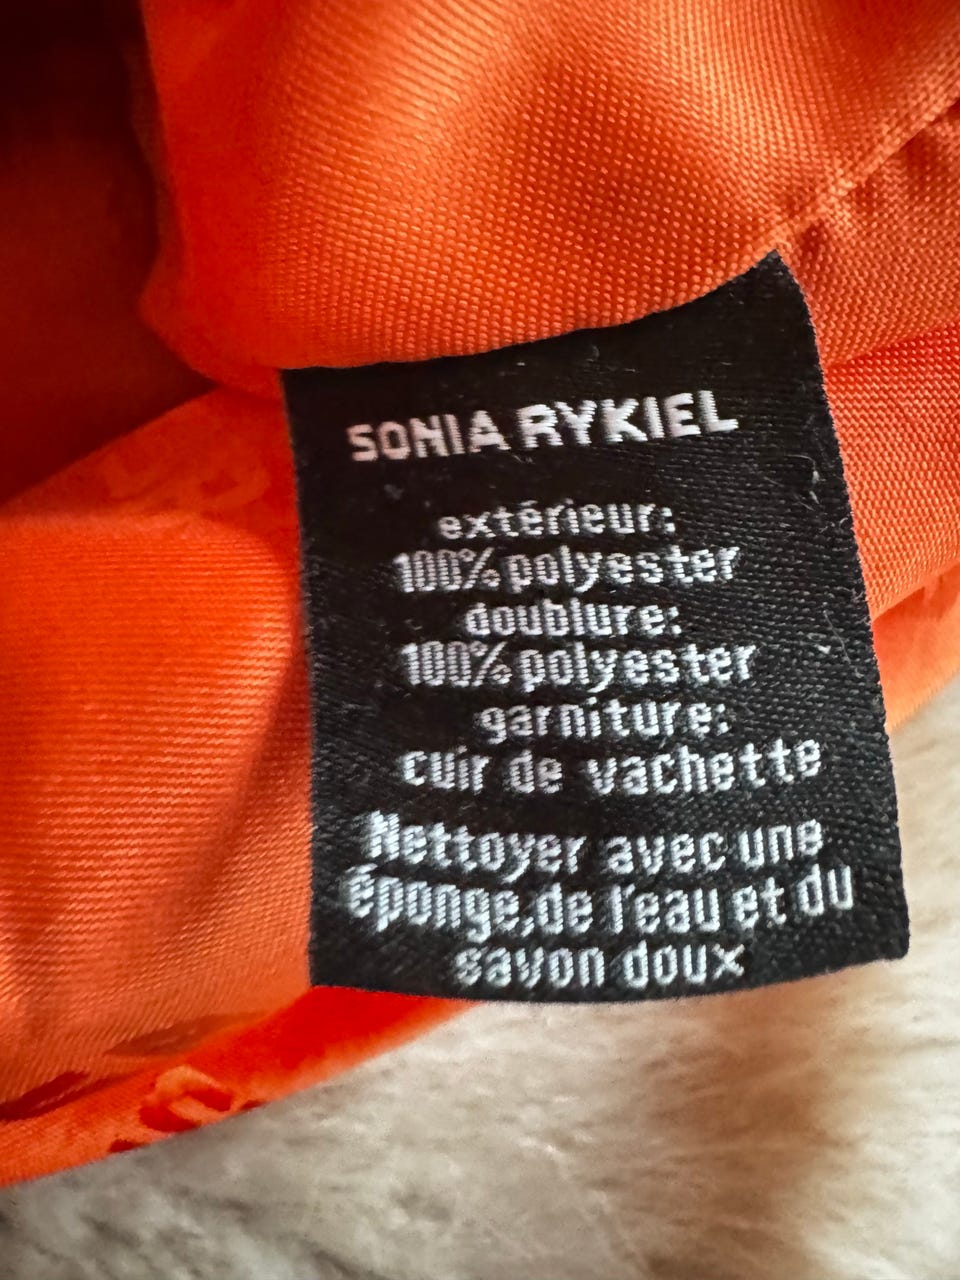 SONIA RYKIEL
extérieur:
100% polyester
doublure:
100% polyester
garniture:
cuir de vachette
Nettoyer avec une
éponge,de l'eau et du
savon doux